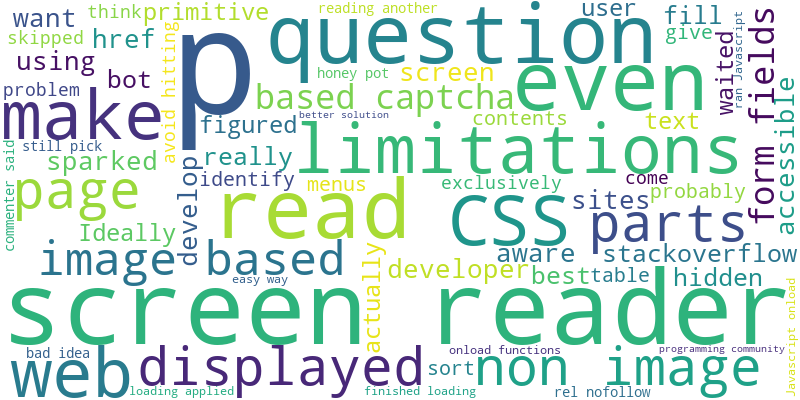 want think primitive reading another user fill
skipped href give
p question
using bot honey pot screen even
problem based captcha
make better solution contents text
figured limitations
still pick really
sparked
page identify menus exclusively come probably
read CSS sites
Ideally parts
image based aware stackoverflow
developer best table hidden
easy way
screen reader
bad idea onload functions programming community
web displayed sort non image
loading applied finished loading rel nofollow
commenter said
develop
avoid hitting
actually
waited
ran Javascript
form fields
accessible
Javascript onload